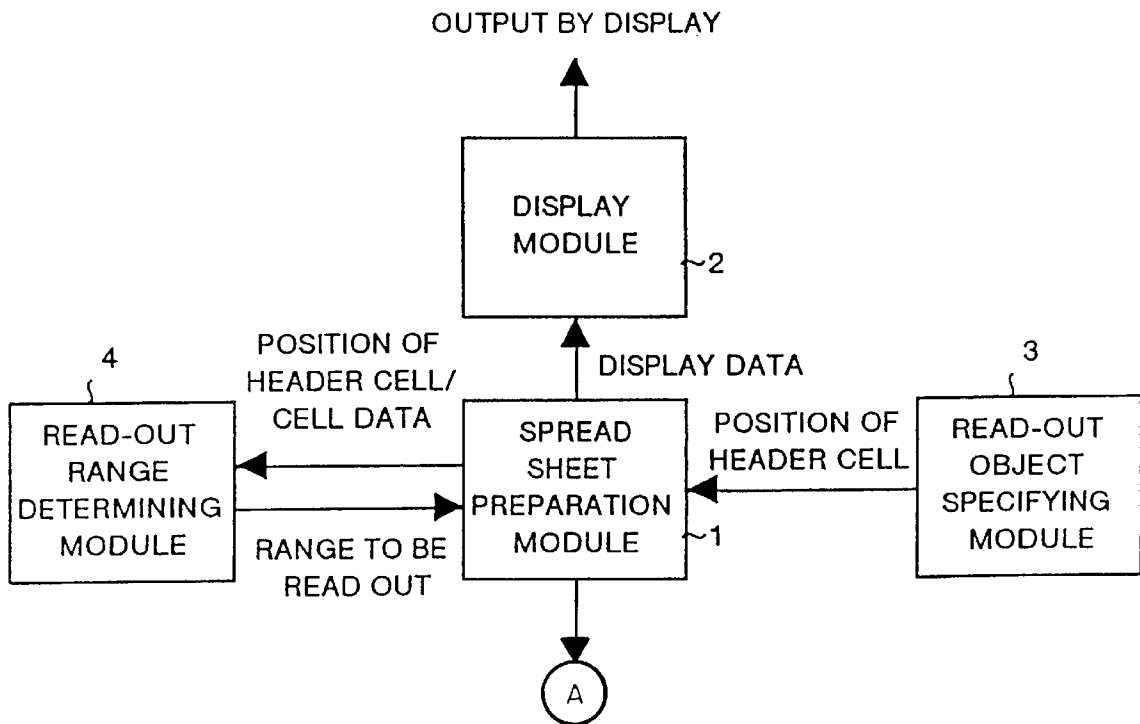 OUTPUT BY DISPLAY
DISPLAY
MODULE
2
POSITION OF
HEADER CELL/
CELL DATA
DISPLAY DATA
4
3
READ-OUT
RANGE
DETERMINING
MODULE
SPREAD
SHEET
PREPARATION
MODULE
1
POSITION OF
HEADER CELL
READ-OUT
OBJECT
SPECIFYING
MODULE
RANGE TO BE
READ OUT
A